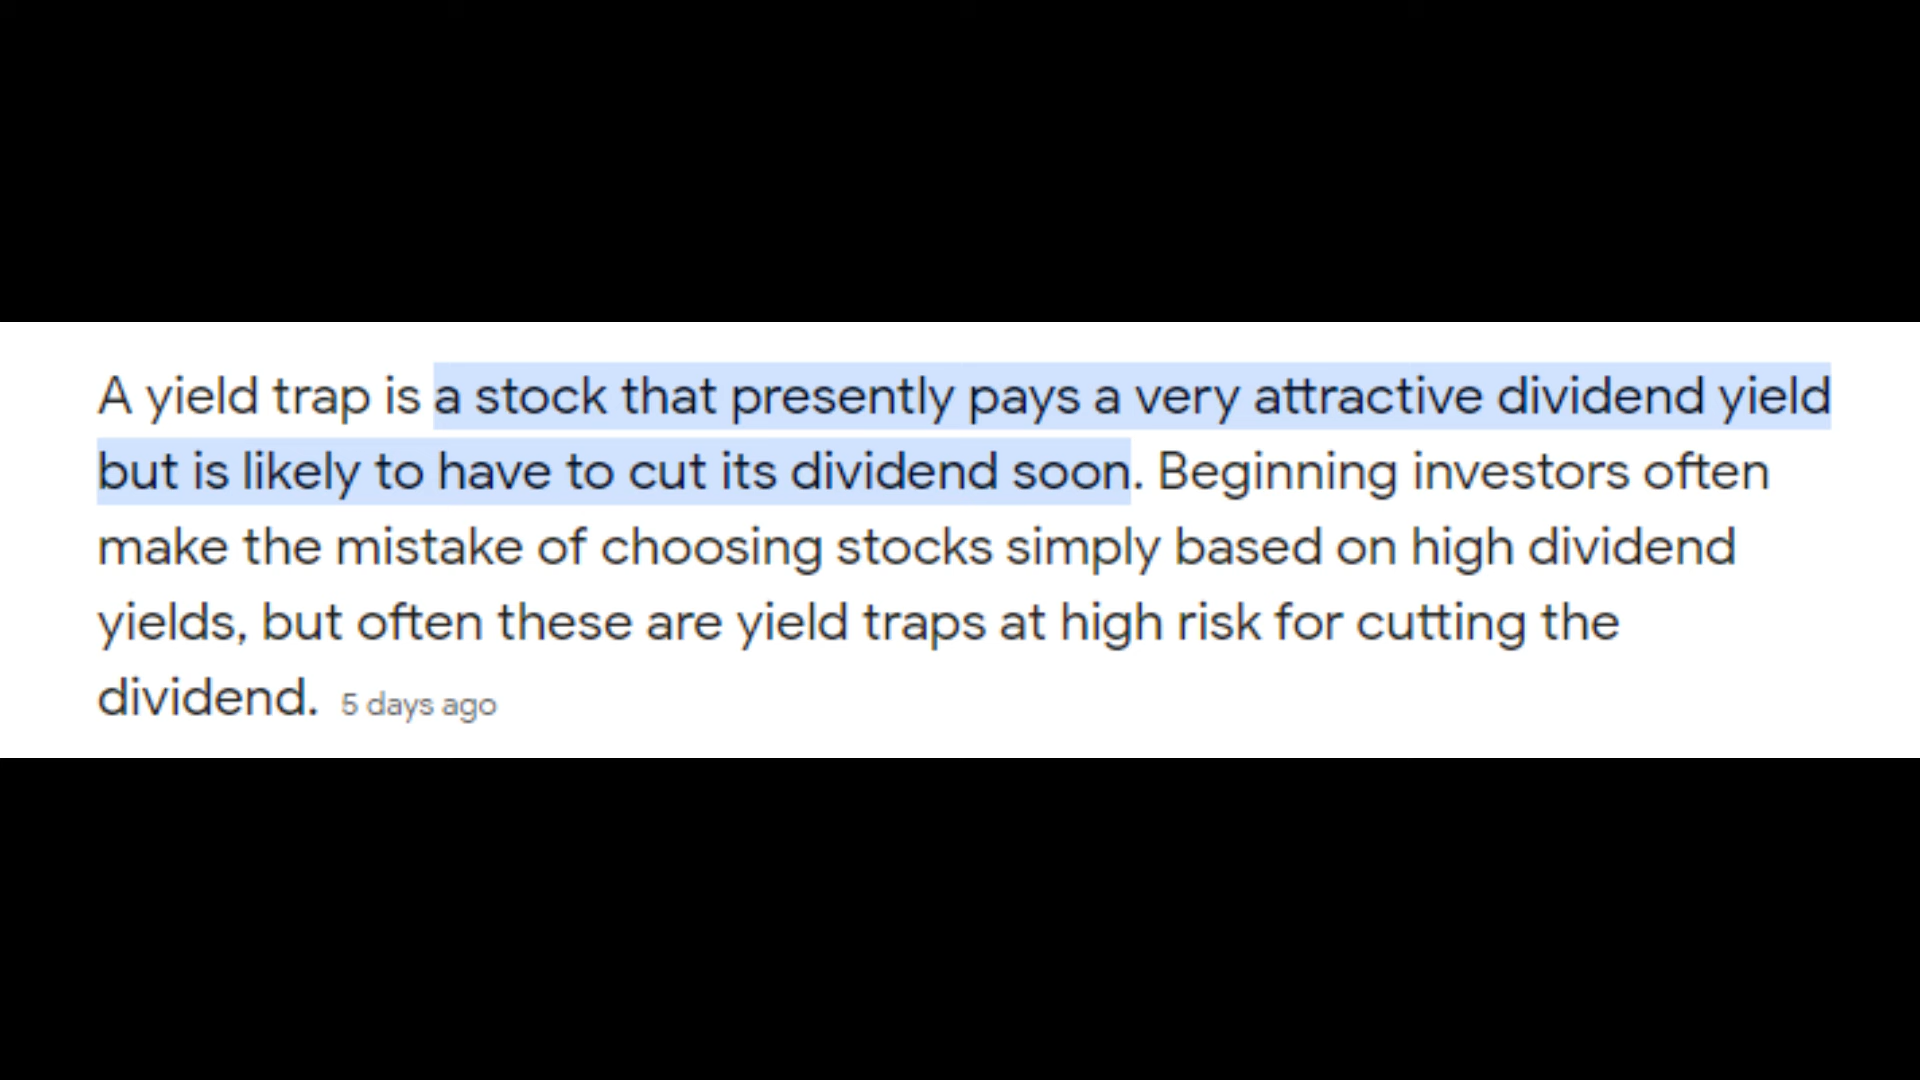 A yield trap is a stock that presently pays a very attractive dividend yield
but is likely to have to cut its dividend soon. Beginning investors often
make the mistake of choosing stocks simply based on high dividend
yields, but often these are yield traps at high risk for cutting the
dividend. 5 days ago